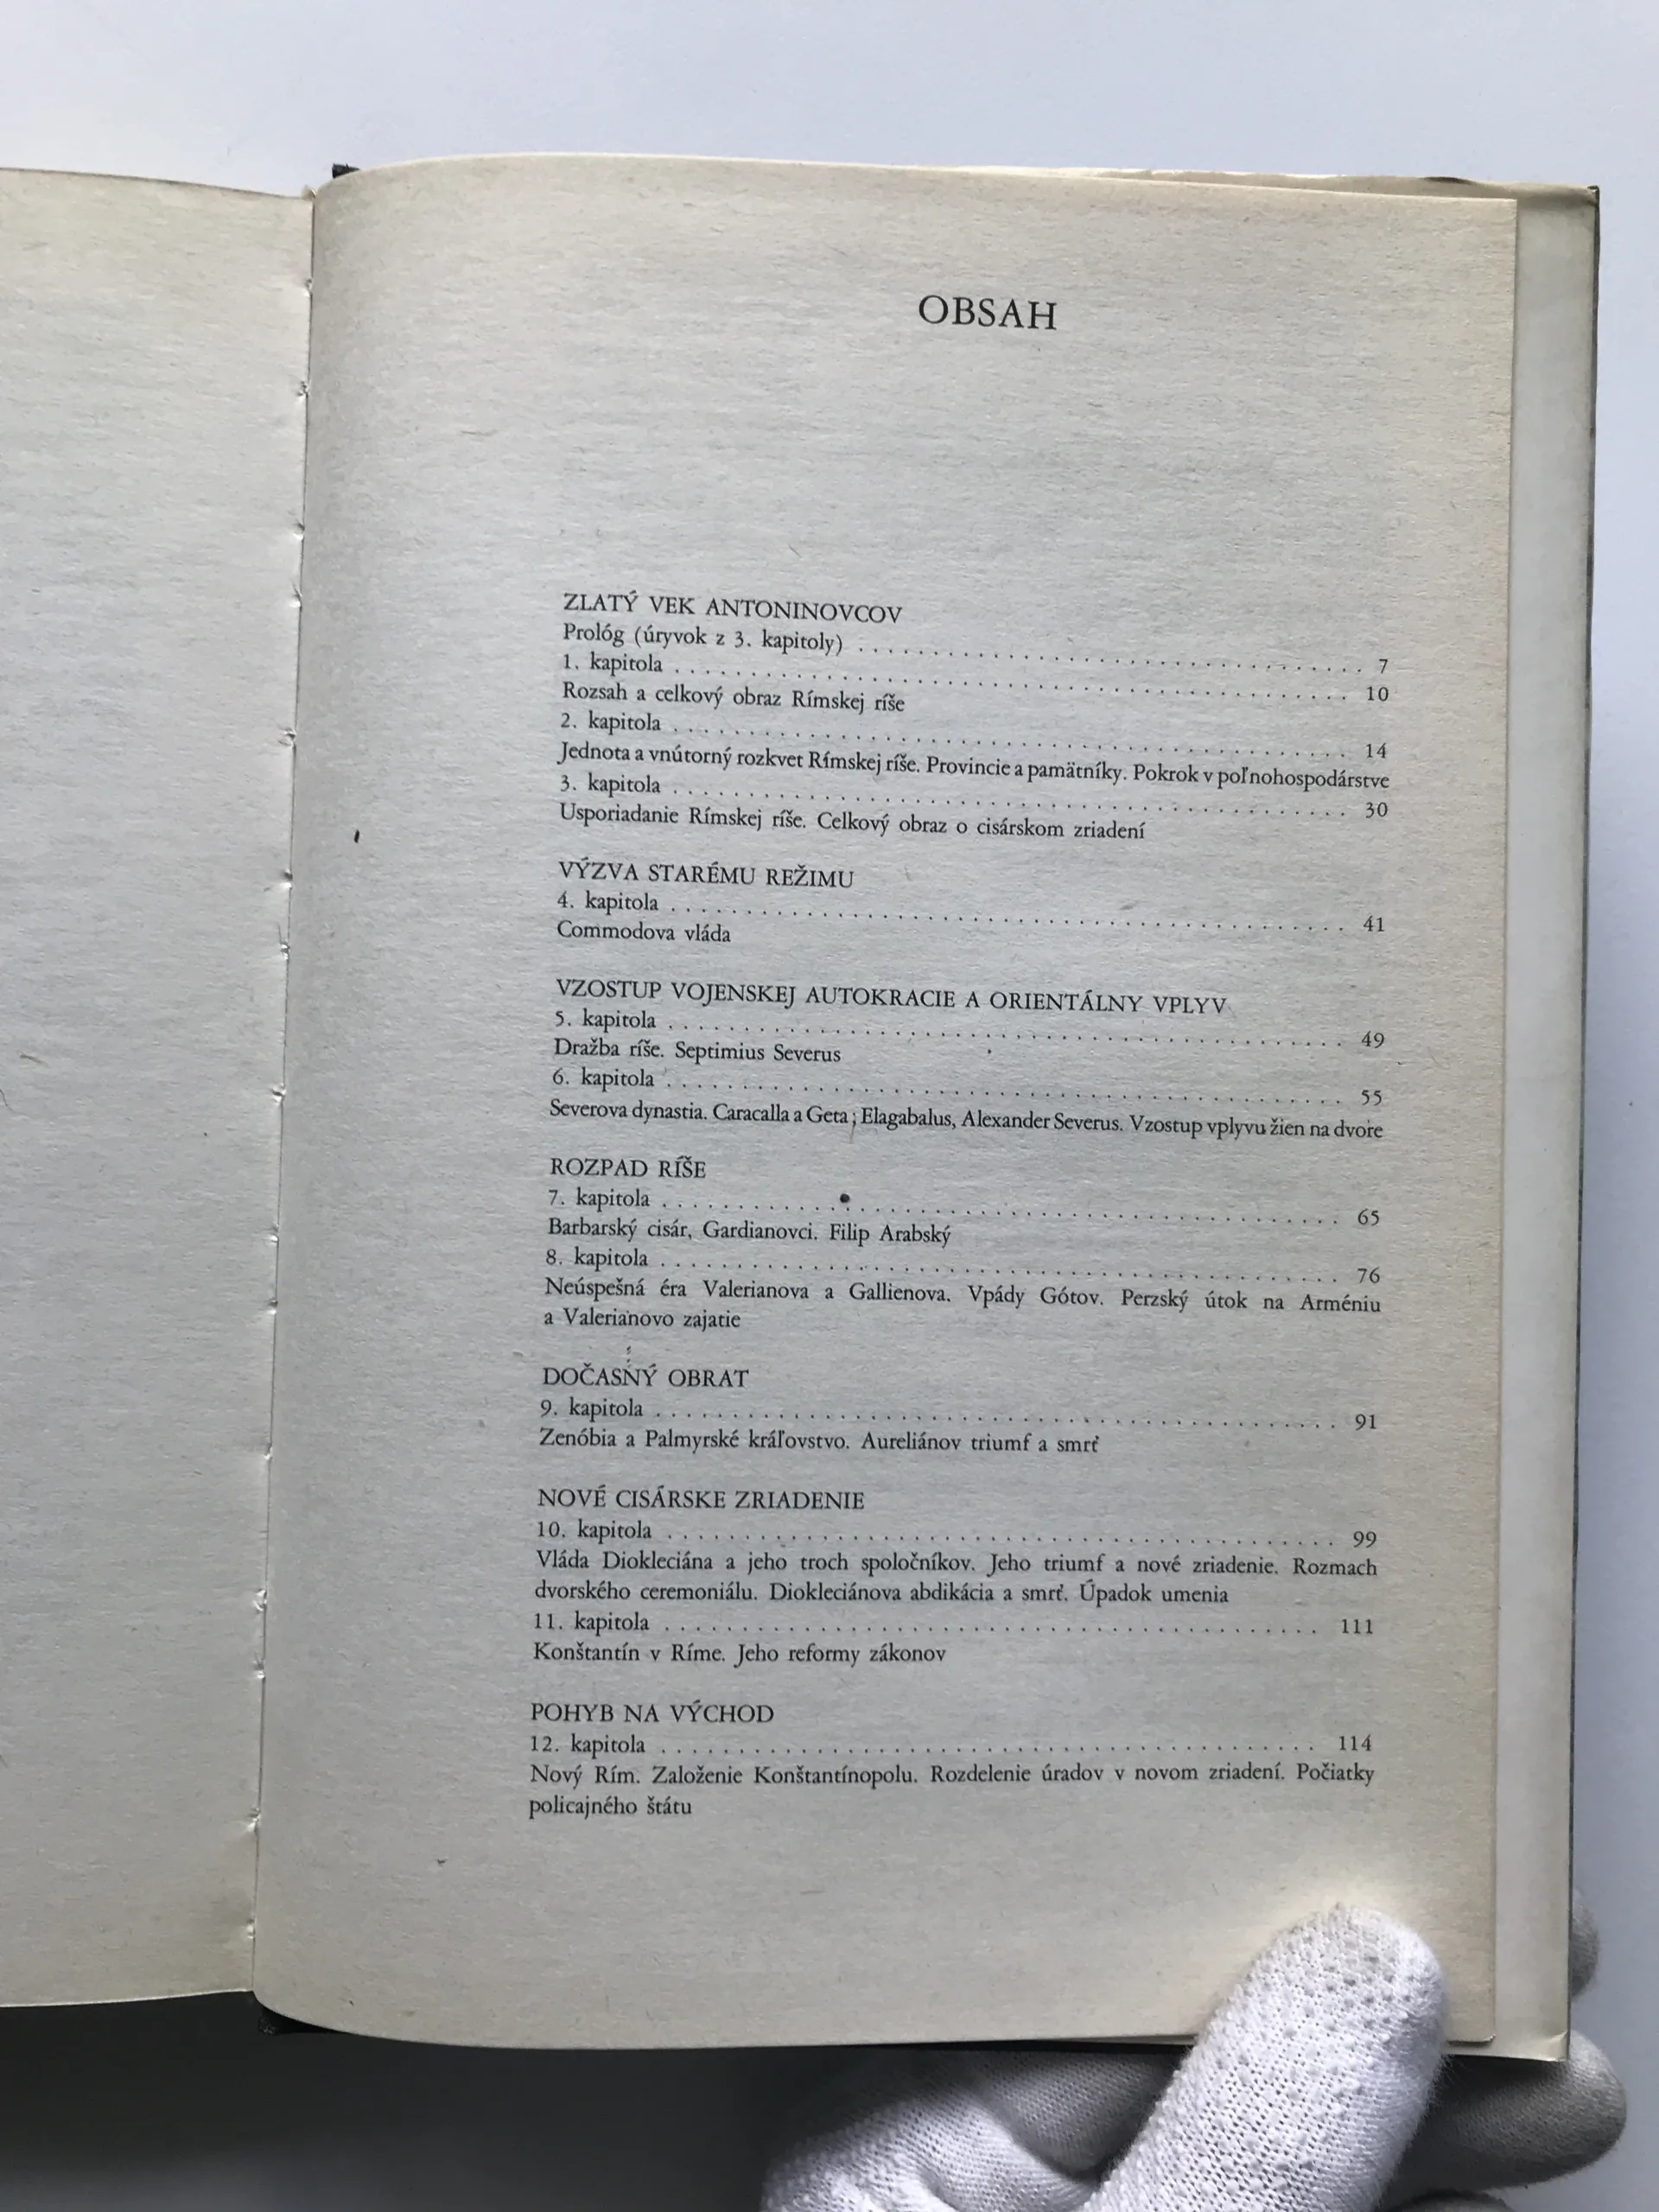 OBSAH
ZLATÝ VEK ANTONINOVCOV
Prológ (úryvok z 3. kapitoly) . . . . . . . . . . . . . . . . . . . . . . . . . . . . . . . . . . 7
1. kapitola . . . . . . . . . . . . . . . . . . . . . . . . . . . . . . . . . . . . . . . . . . . . 10
Rozsah a celkový obraz Rímskej ríše
2. kapitola . . . . . . . . . . . . . . . . . . . . . . . . . . . . . . . . . . . . . . . . . . . . 14
Jednota a vnútorný rozkvet Rímskej ríše. Provincie a pamätníky. Pokrok v poľnohospodárstve
3. kapitola . . . . . . . . . . . . . . . . . . . . . . . . . . . . . . . . . . . . . . . . . . . . 30
Usporiadanie Rímskej ríše. Celkový obraz o cisárskom zriadení
VÝZVA STARÉMU REŽIMU
4. kapitola . . . . . . . . . . . . . . . . . . . . . . . . . . . . . . . . . . . . . . . . . . . . 41
Commodova vláda
VZOSTUP VOJENSKEJ AUTOKRACIE A ORIENTÁLNY VPLYV
5. kapitola . . . . . . . . . . . . . . . . . . . . . . . . . . . . . . . . . . . . . . . . . . . . 49
Dražba ríše. Septimius Severus
6. kapitola . . . . . . . . . . . . . . . . . . . . . . . . . . . . . . . . . . . . . . . . . . . . 55
Severova dynastia. Caracalla a Geta; Elagabalus, Alexander Severus. Vzostup vplyvu žien na dvore
ROZPAD RÍŠE
7. kapitola . . . . . . . . . . . . . . . . . . . . . . . . . . . . . . . . . . . . . . . . . . . . 65
Barbarský cisár, Gardianovci. Filip Arabský
8. kapitola . . . . . . . . . . . . . . . . . . . . . . . . . . . . . . . . . . . . . . . . . . . . 76
Neúspešná éra Valerianova a Gallienova. Vpády Gótov. Perzský útok na Arméniu
a Valerianovo zajatie
DOČASNÝ OBRAT
9. kapitola . . . . . . . . . . . . . . . . . . . . . . . . . . . . . . . . . . . . . . . . . . . . 91
Zenóbia a Palmyrské kráľovstvo. Aureliánov triumf a smrť
NOVÉ CISÁRSKE ZRIADENIE
10. kapitola . . . . . . . . . . . . . . . . . . . . . . . . . . . . . . . . . . . . . . . . . . . 99
Vláda Diokleciána a jeho troch spoločníkov. Jeho triumf a nové zriadenie. Rozmach
dvorského ceremoniálu. Diokleciánova abdikácia a smrť. Úpadok umenia
11. kapitola . . . . . . . . . . . . . . . . . . . . . . . . . . . . . . . . . . . . . . . . . . . 111
Konštantín v Ríme. Jeho reformy zákonov
POHYB NA VÝCHOD
12. kapitola . . . . . . . . . . . . . . . . . . . . . . . . . . . . . . . . . . . . . . . . . . . 114
Nový Rím. Založenie Konštantínopolu. Rozdelenie úradov v novom zriadení. Počiatky
policajného štátu